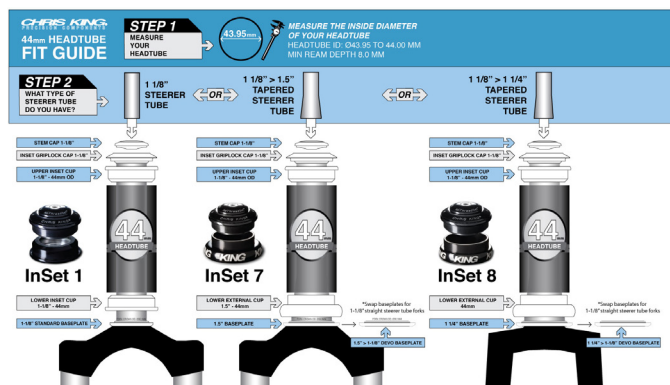 CHRIS KING
PRECISION COMPONENTS
44mm HEADTUBE
FIT GUIDE
STEP 1
MEASURE
YOUR
HEADTUBE
43.95mm
MEASURE THE INSIDE DIAMETER
OF YOUR HEADTUBE
HEADTUBE ID: Ø43.95 TO 44.00 MM
MIN REAM DEPTH 8.0 MM
STEP 2
WHAT TYPE OF
STEERER TUBE
DO YOU HAVE?
1 1/8"
STEERER
TUBE
OR
1 1/8" > 1.5"
TAPERED
STEERER
TUBE
OR
1 1/8" > 1 1/4"
TAPERED
STEERER
TUBE
STEM CAP 1-1/8"
INSET GRIPLOCK CAP 1-1/8"
UPPER INSET CUP
1-1/8" - 44mm OD
44mm
HEADTUBE
InSet 1
LOWER INSET CUP
1-1/8" - 44mm
1-1/8" STANDARD BASEPLATE
STEM CAP 1-1/8"
INSET GRIPLOCK CAP 1-1/8"
UPPER INSET CUP
1-1/8" - 44mm OD
44mm
HEADTUBE
KING
InSet 7
LOWER EXTERNAL CUP
1.5" - 44mm
1.5" BASEPLATE
*Swap baseplates for
1-1/8" straight steerer tube forks
1.5" > 1-1/8" DEVO BASEPLATE
STEM CAP 1-1/8"
INSET GRIPLOCK CAP 1-1/8"
UPPER INSET CUP
1-1/8" - 44mm OD
44mm
HEADTUBE
KING
InSet 8
LOWER EXTERNAL CUP
44mm
1 1/4" BASEPLATE
*Swap baseplates for
1-1/8" straight steerer tube forks
1 1/4" > 1-1/8" DEVO BASEPLATE